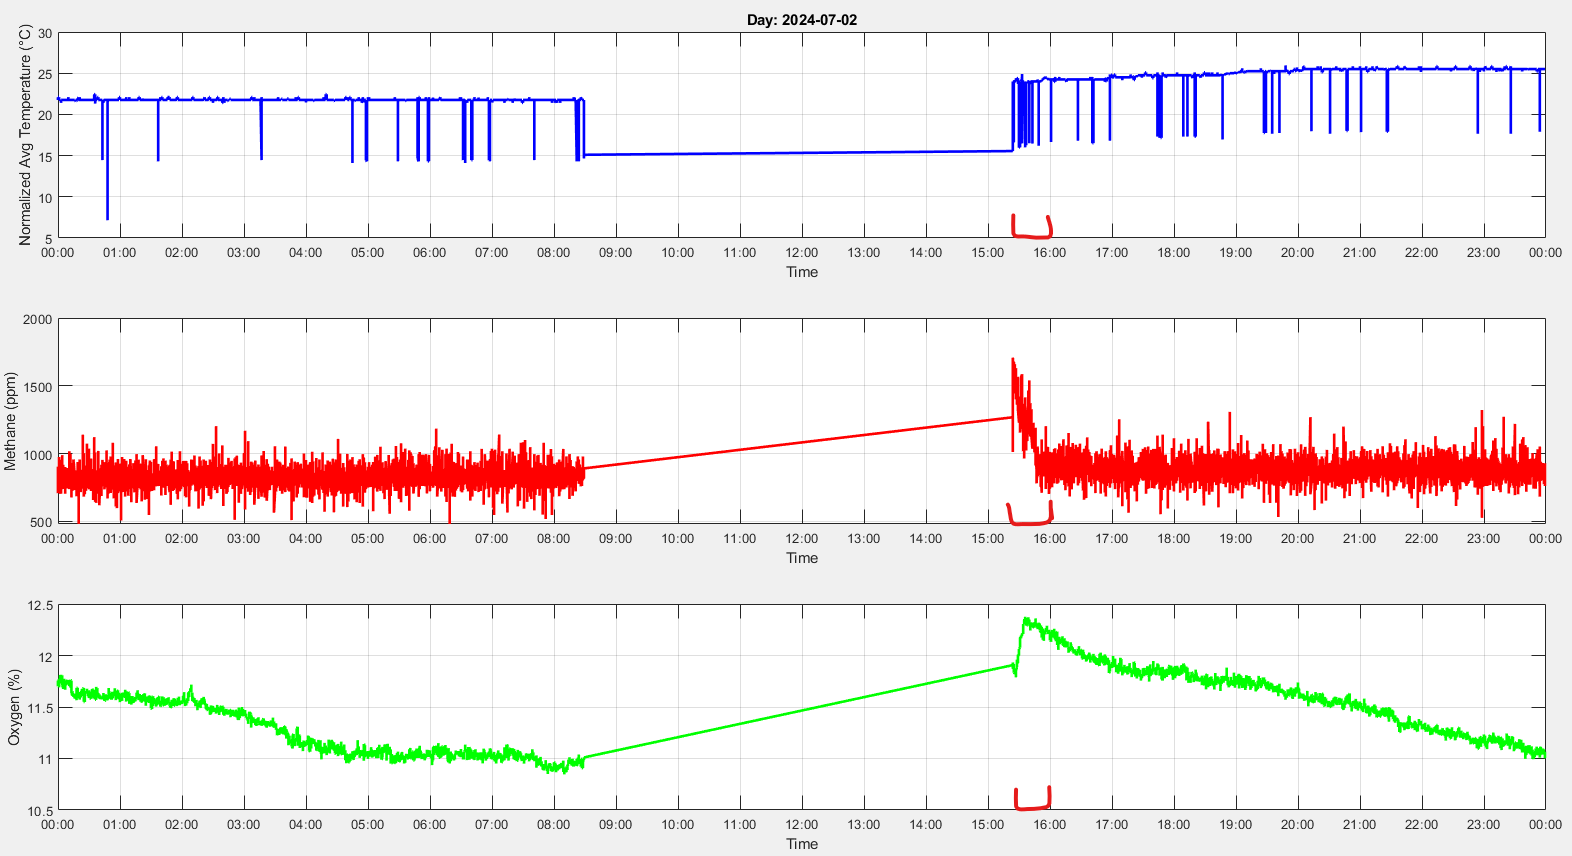 Day: 2024-07-02
Normalized Avg Temperature (°C)
30
25
20
15
10
5
00:00 01:00 02:00 03:00 04:00 05:00 06:00 07:00 08:00 09:00 10:00 11:00 12:00 13:00 14:00 15:00 16:00 17:00 18:00 19:00 20:00 21:00 22:00 23:00 00:00
Time
Methane (ppm)
2000
1500
1000
500
00:00 01:00 02:00 03:00 04:00 05:00 06:00 07:00 08:00 09:00 10:00 11:00 12:00 13:00 14:00 15:00 16:00 17:00 18:00 19:00 20:00 21:00 22:00 23:00 00:00
Time
Oxygen (%)
12.5
12
11.5
11
10.5
00:00 01:00 02:00 03:00 04:00 05:00 06:00 07:00 08:00 09:00 10:00 11:00 12:00 13:00 14:00 15:00 16:00 17:00 18:00 19:00 20:00 21:00 22:00 23:00 00:00
Time